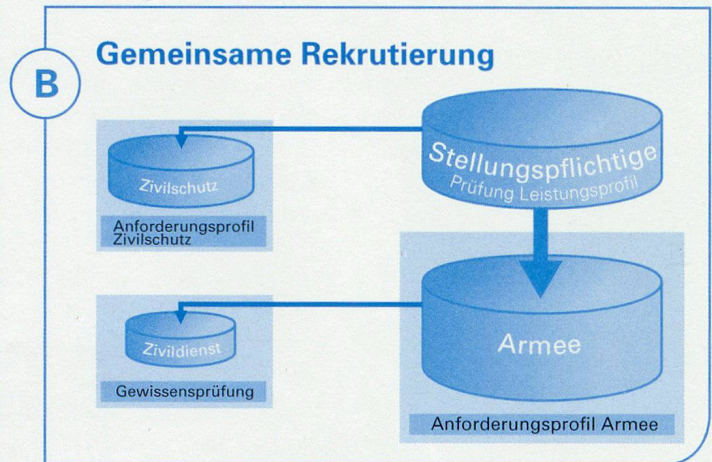 B
Gemeinsame Rekrutierung
Stellungspflichtige
Prüfung Leistungsprofil
Zivilschutz
Anforderungsprofil
Zivilschutz
Armee
Zivildienst
Gewissensprüfung
Anforderungsprofil Armee